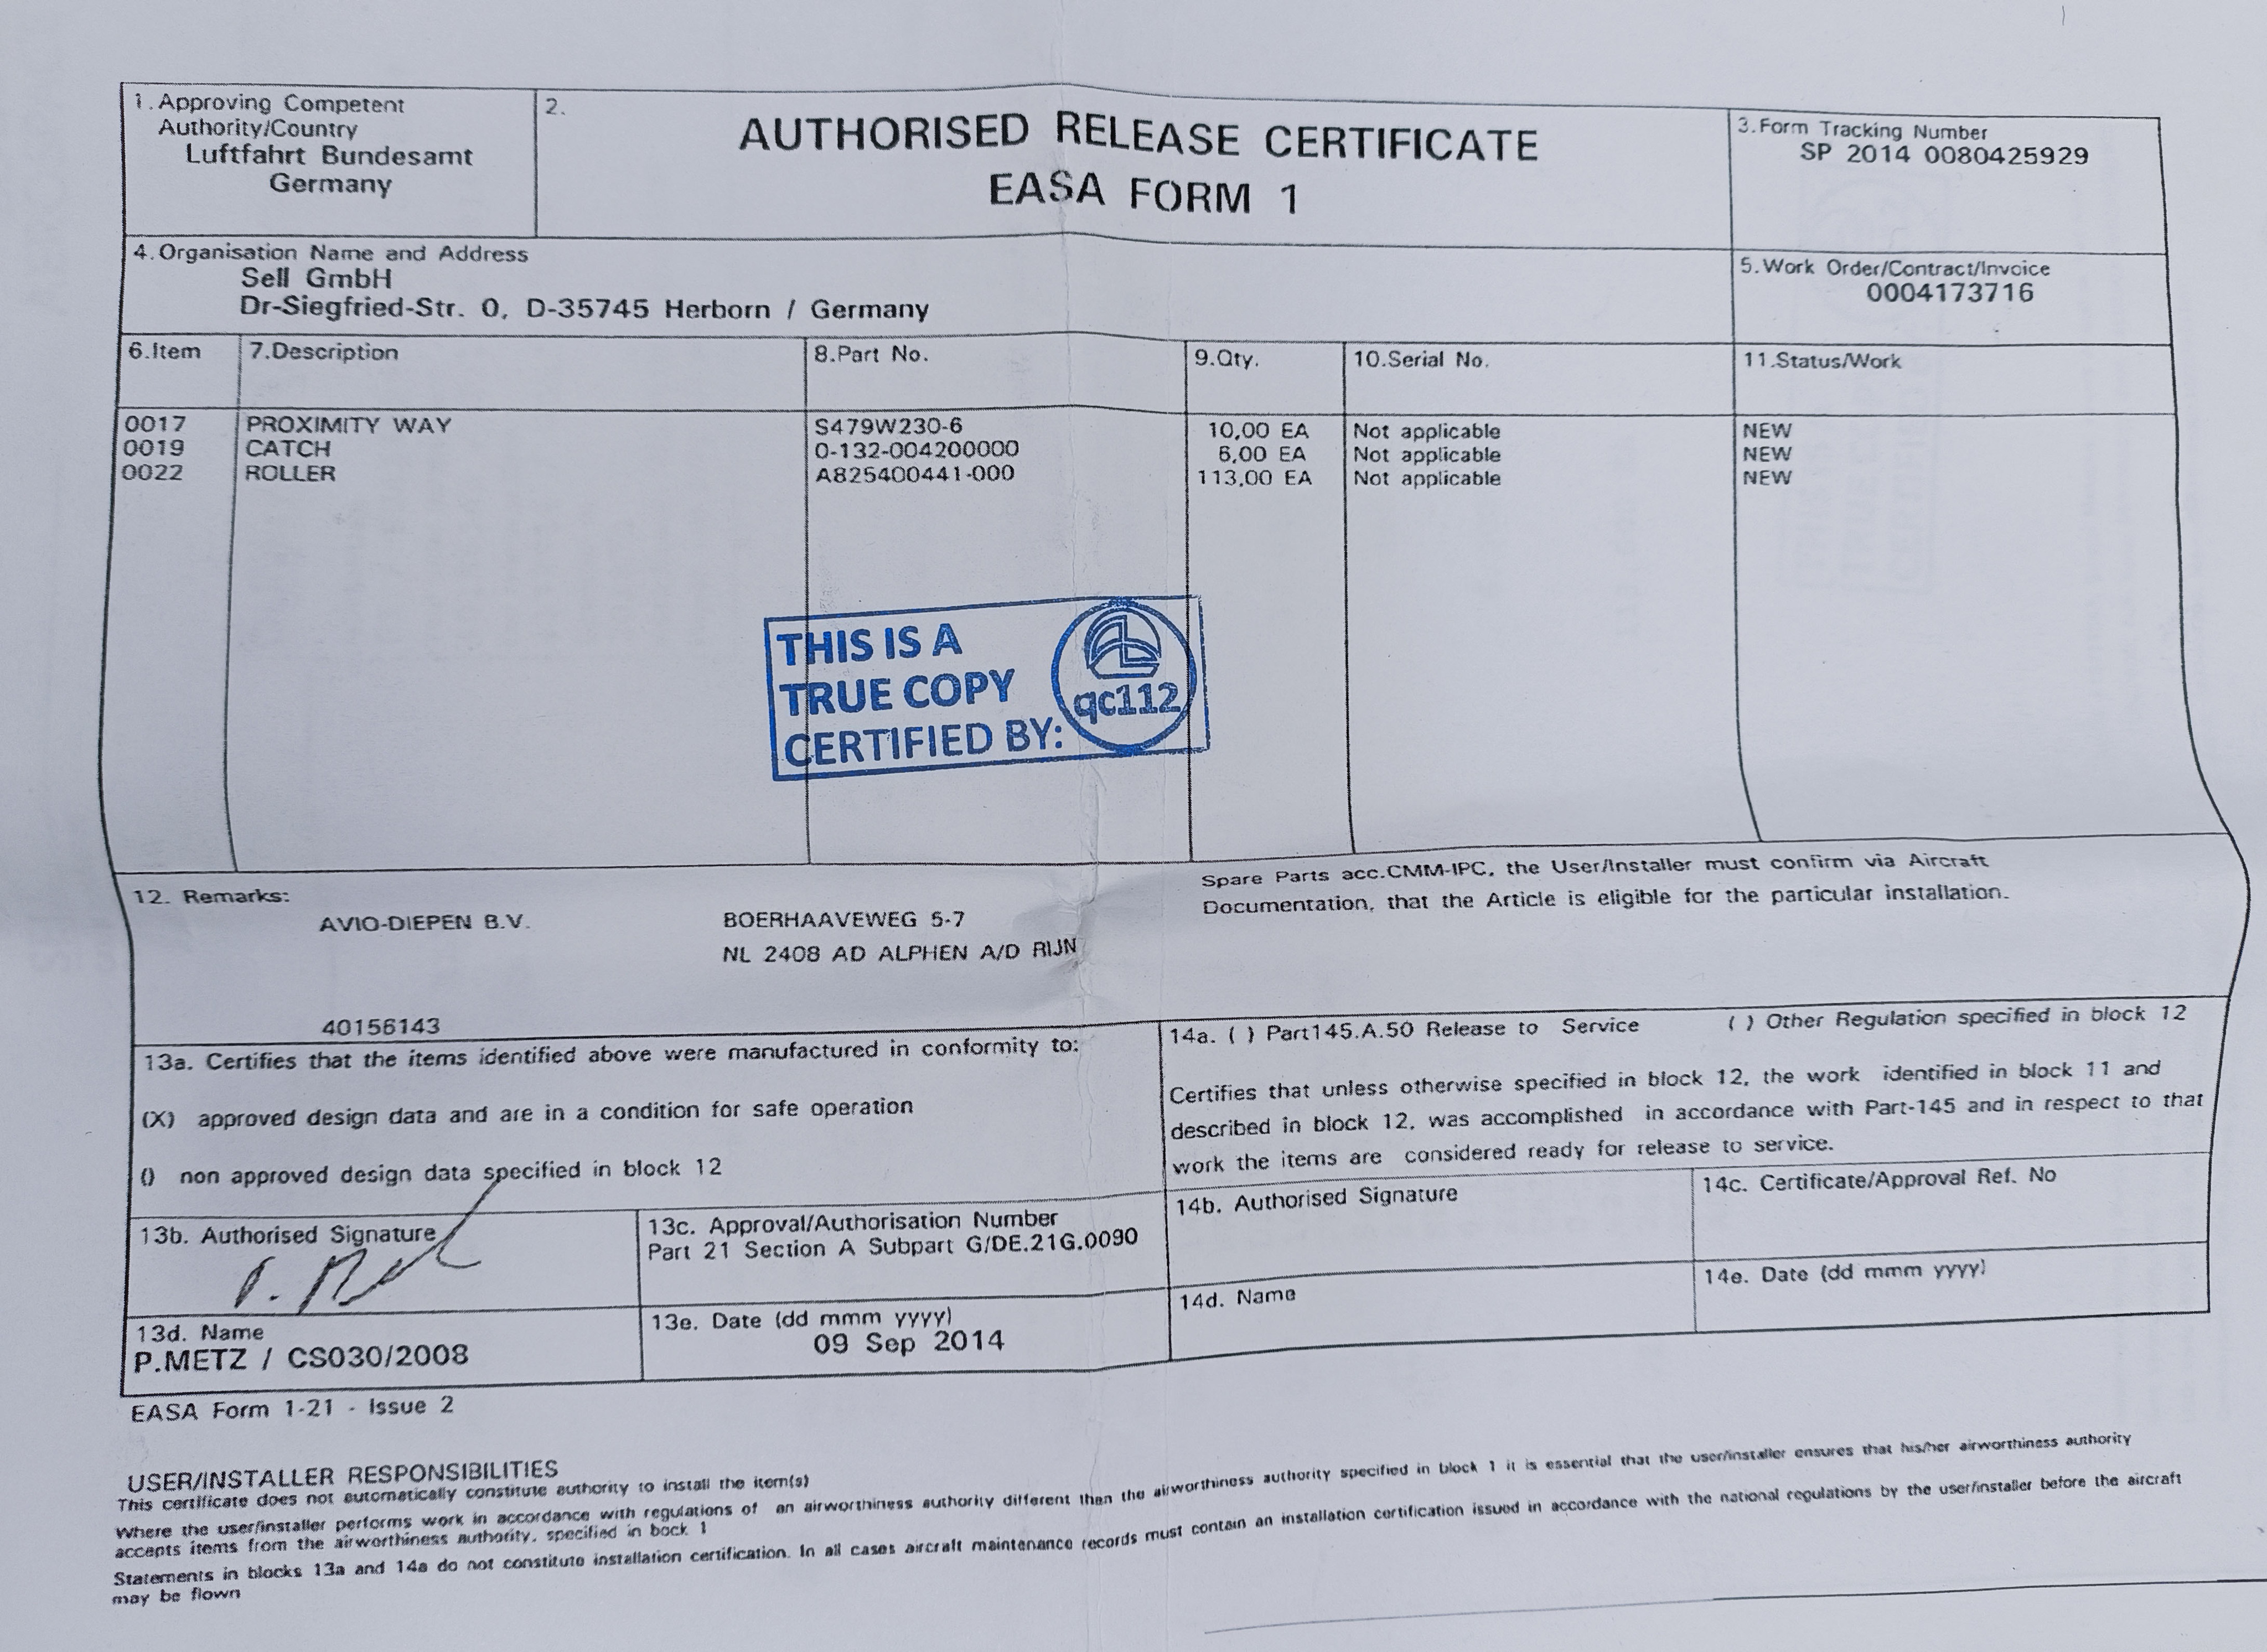 1.Approving Competent
Authority/Country
Luftfahrt Bundesamt
Germany
2.
AUTHORISED RELEASE CERTIFICATE
EASA FORM 1
3.Form Tracking Number
SP 2014 0080425929
4.Organisation Name and Address
Sell GmbH
Dr-Siegfried-Str. 0, D-35745 Herborn / Germany
5.Work Order/Contract/Invoice
0004173716
6.Item 7.Description 8.Part No. 9.Qty. 10.Serial No. 11.Status/Work
0017 PROXIMITY WAY S479W230-6 10,00 EA Not applicable NEW
0019 CATCH 0-132-004200000 6,00 EA Not applicable NEW
0022 ROLLER A825400441-000 113,00 EA Not applicable NEW
THIS IS A
TRUE COPY
CERTIFIED BY:
qc112
12. Remarks:
AVIO-DIEPEN B.V. BOERHAAVEWEG 5-7
NL 2408 AD ALPHEN A/D RIJN
Spare Parts acc.CMM-IPC, the User/Installer must confirm via Aircraft
Documentation, that the Article is eligible for the particular installation.
40156143
13a. Certifies that the items identified above were manufactured in conformity to:
(X) approved design data and are in a condition for safe operation
() non approved design data specified in block 12
14a. ( ) Part145.A.50 Release to Service ( ) Other Regulation specified in block 12
Certifies that unless otherwise specified in block 12, the work identified in block 11 and
described in block 12, was accomplished in accordance with Part-145 and in respect to that
work the items are considered ready for release to service.
13b. Authorised Signature
13c. Approval/Authorisation Number
Part 21 Section A Subpart G/DE.21G.0090
14b. Authorised Signature
14c. Certificate/Approval Ref. No
13d. Name
P.METZ / CS030/2008
13e. Date (dd mmm yyyy)
09 Sep 2014
14d. Name
14e. Date (dd mmm yyyy)
EASA Form 1-21 - Issue 2
USER/INSTALLER RESPONSIBILITIES
This certificate does not automatically constitute authority to install the item(s)
Where the user/installer performs work in accordance with regulations of an airworthiness authority different than the airworthiness authority specified in block 1 it is essential that the user/installer ensures that his/her airworthiness authority
accepts items from the airworthiness authority, specified in bock 1
Statements in blocks 13a and 14a do not constitute installation certification. In all cases aircraft maintenance records must contain an installation certification issued in accordance with the national regulations by the user/installer before the aircraft
may be flown